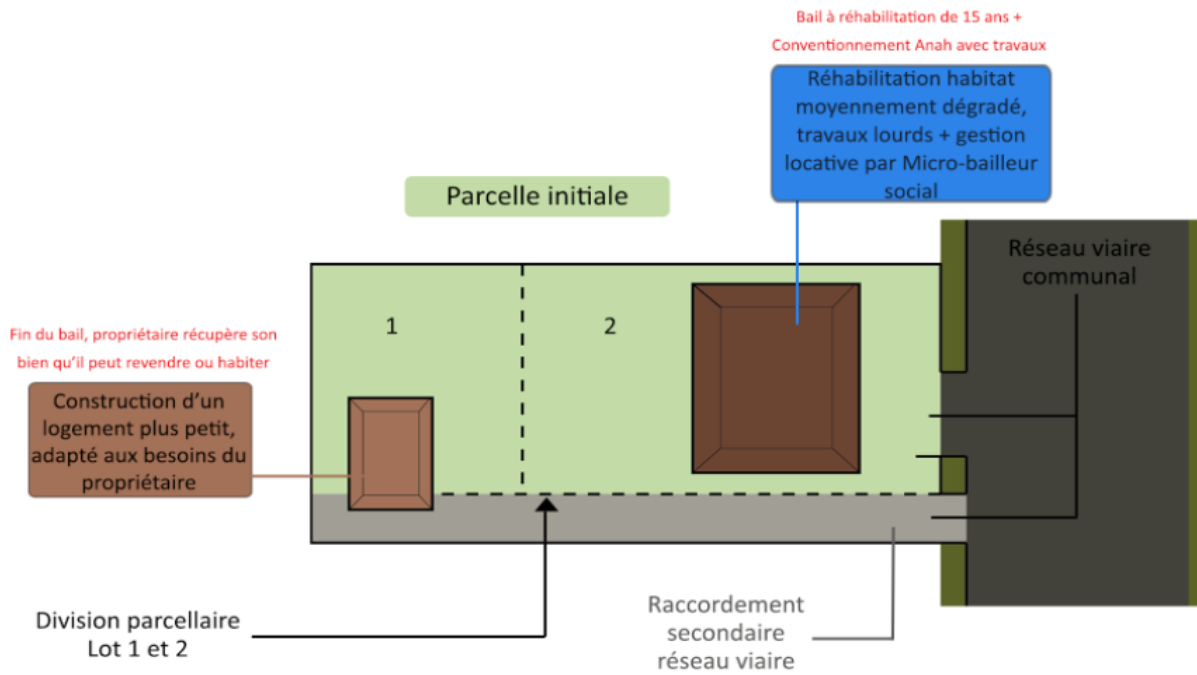 Bail à réhabilitation de 15 ans +
Conventionnement Anah avec travaux
Réhabilitation habitat
moyennement dégradé,
travaux lourds + gestion
locative par Micro-bailleur
social
Parcelle initiale
Réseau viaire
communal
1
2
Fin du bail, propriétaire récupère son
bien qu'il peut revendre ou habiter
Construction d'un
logement plus petit,
adapté aux besoins du
propriétaire
Division parcellaire
Lot 1 et 2
Raccordement
secondaire
réseau viaire